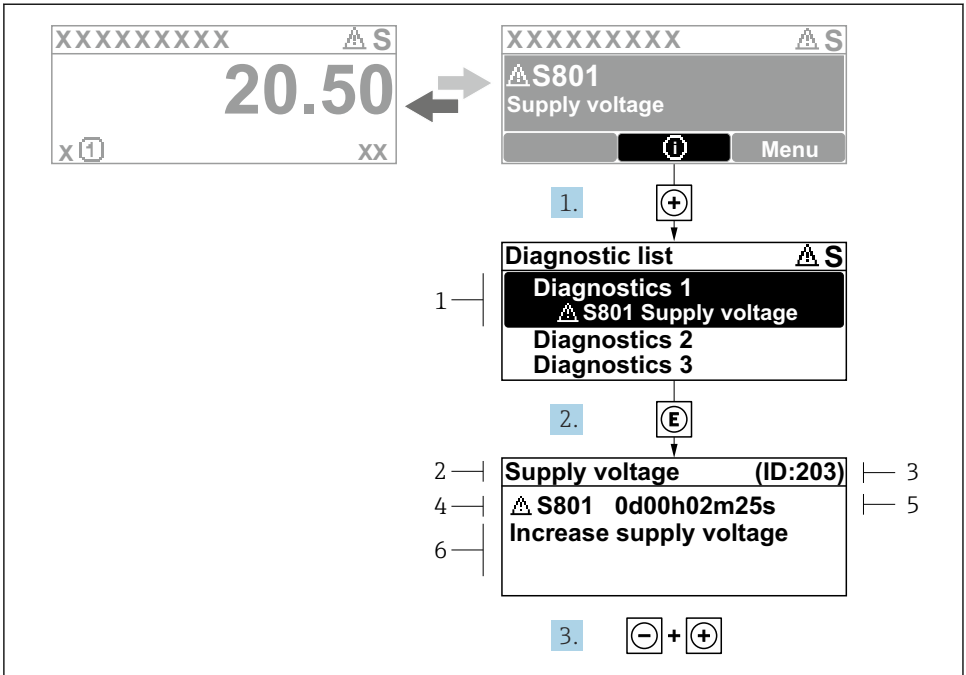 XXXXXXXXX ⚠ S
20.50
x ① XX
XXXXXXXXX ⚠ S
⚠ S801
Supply voltage
ⓘ Menu
1. +
Diagnostic list ⚠ S
1
Diagnostics 1
⚠ S801 Supply voltage
Diagnostics 2
Diagnostics 3
2. E
2 Supply voltage (ID:203) 3
4 ⚠ S801 0d00h02m25s 5
6 Increase supply voltage
3. - + +